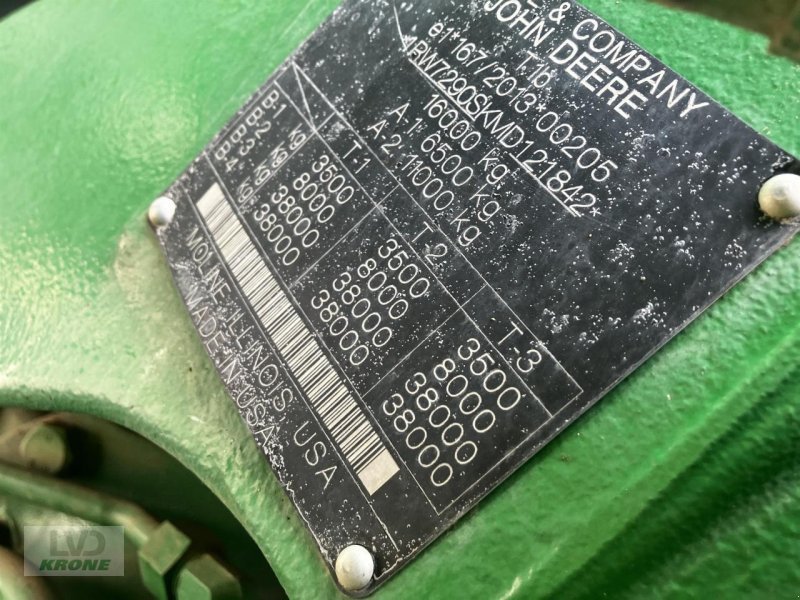 & COMPANY
JOHN DEERE
T1b
e1*167/2013*00205
*1RW7290SKMD121842*
16000 kg
A-1: 6500 kg
A-2: 11000 kg
T-1 T-2 T-3
B-1 kg 3500 3500 3500
B-2 kg 8000 8000 8000
B-3 kg 38000 38000 38000
B-4 kg 38000 38000 38000
MOLINE ILLINOIS USA
MADE IN USA
LVD
KRONE